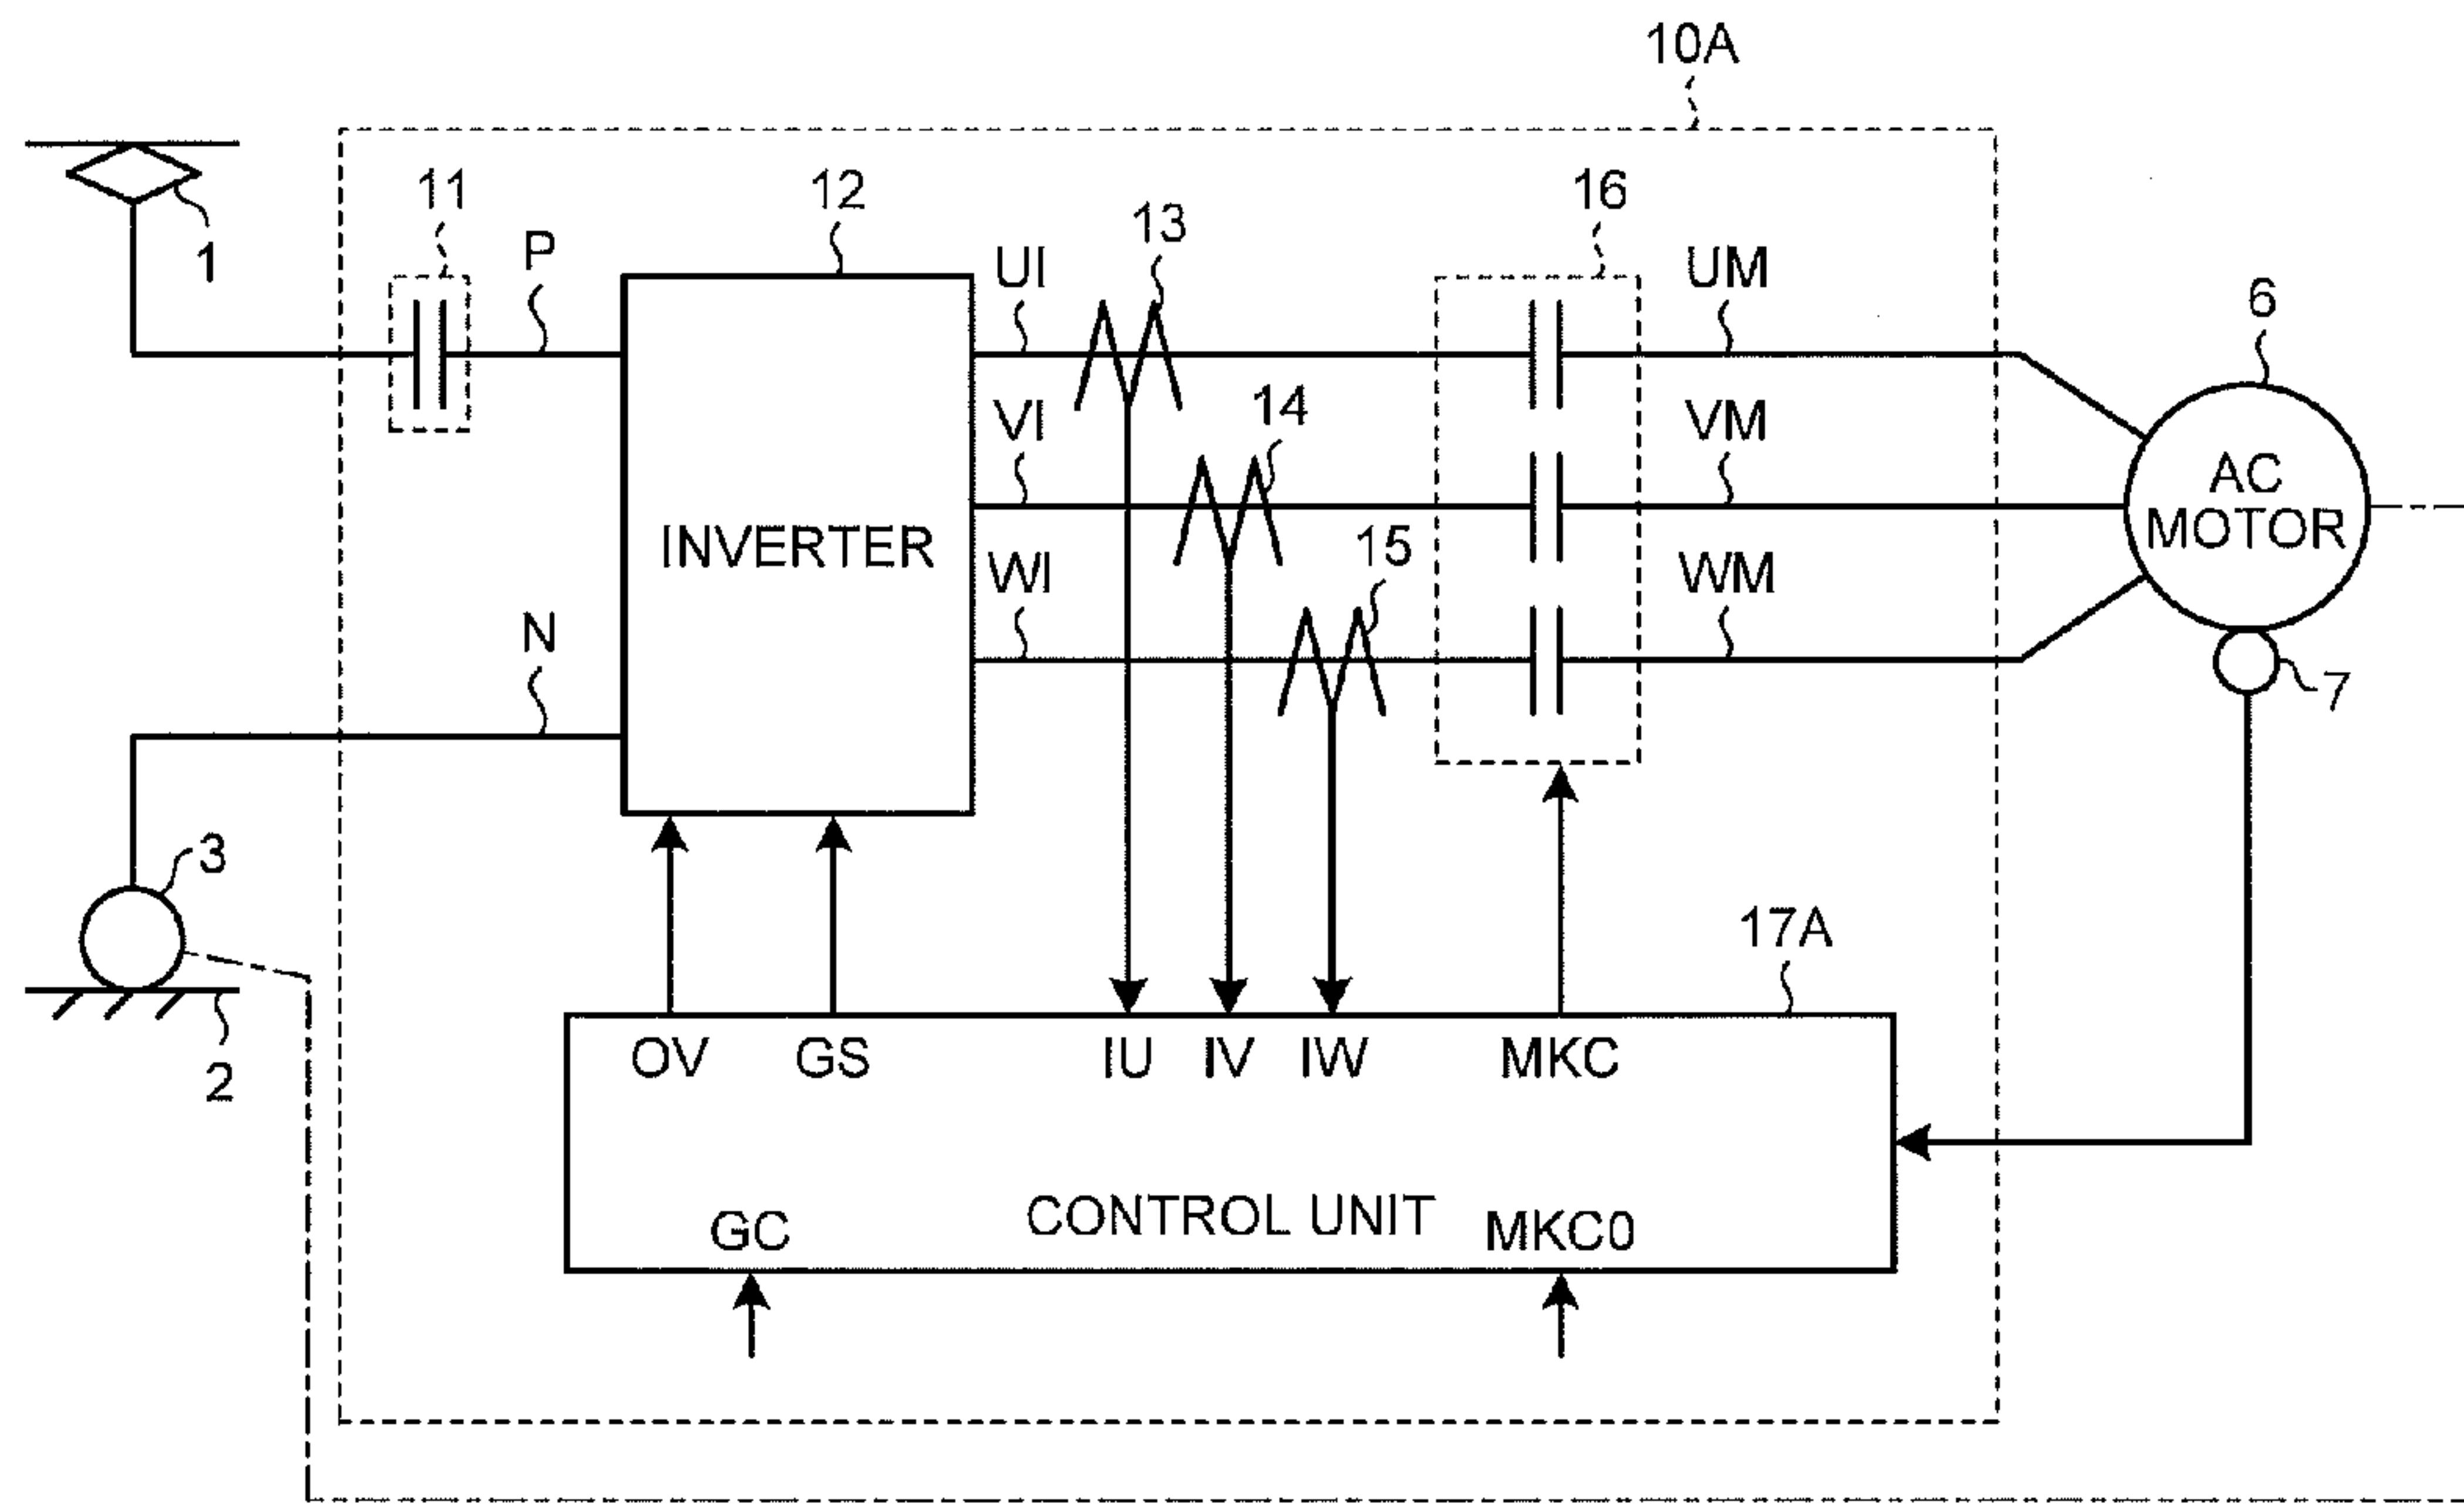 10A
11
12
13
16
1
P
UI
UM
6
14
VI
VM
AC
MOTOR
INVERTER
15
WI
WM
N
7
3
17A
2
OV GS IU IV IW MKC
GC CONTROL UNIT MKC0